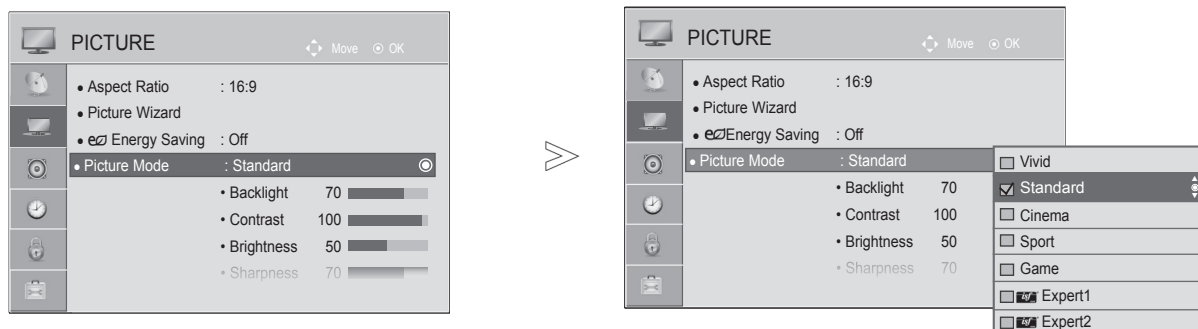 PICTURE
Move OK
• Aspect Ratio : 16:9
• Picture Wizard
• Energy Saving : Off
• Picture Mode : Standard
• Backlight 70
• Contrast 100
• Brightness 50
• Sharpness 70
PICTURE
Move OK
• Aspect Ratio : 16:9
• Picture Wizard
• Energy Saving : Off
• Picture Mode : Standard
• Backlight 70
• Contrast 100
• Brightness 50
• Sharpness 70
Vivid
Standard
Cinema
Sport
Game
Expert1
Expert2